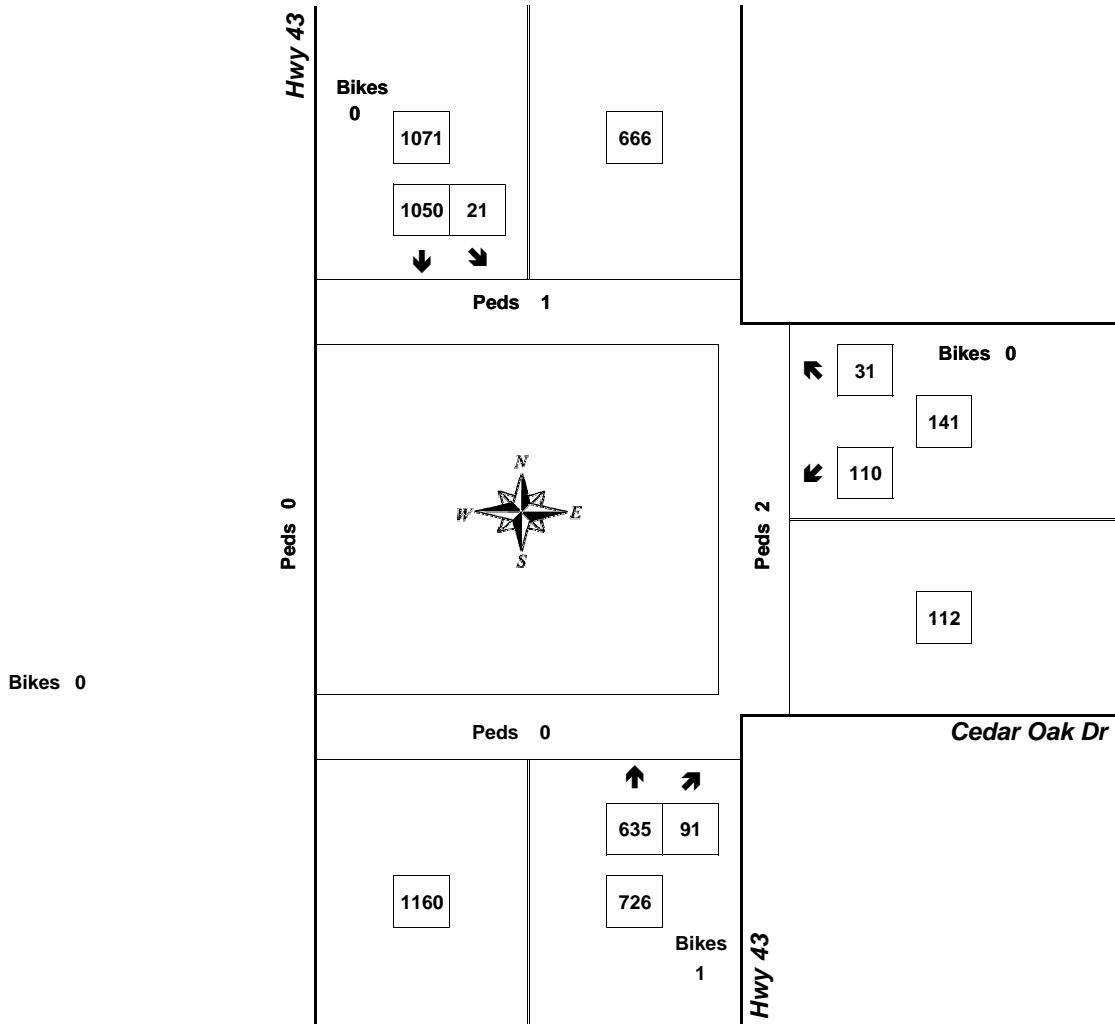 Hwy 43
Bikes
0
1071
666
1050 21
Peds 1
Bikes 0
31
141
110
N
W E
S
Peds 0
Peds 2
112
Bikes 0
Peds 0
Cedar Oak Dr
635 91
1160
726
Bikes
1
Hwy 43